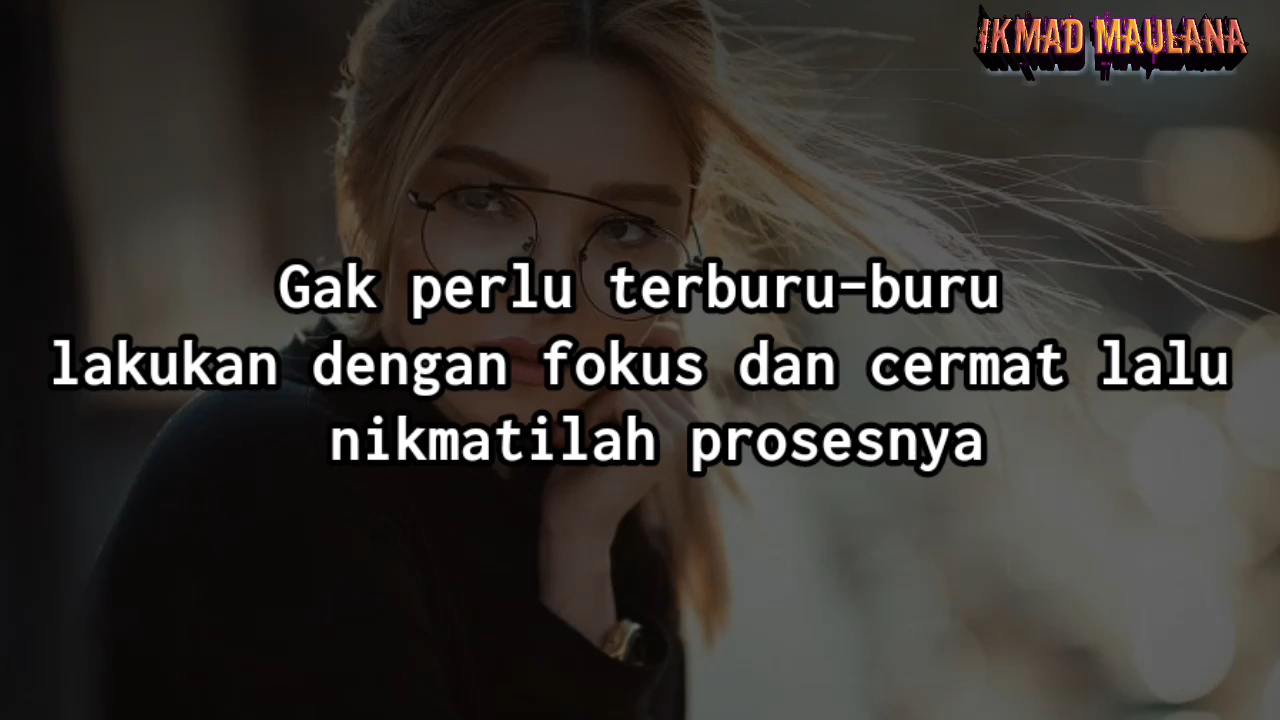 IKMAD MAULANA
Gak perlu terburu-buru
lakukan dengan fokus dan cermat lalu
nikmatilah prosesnya